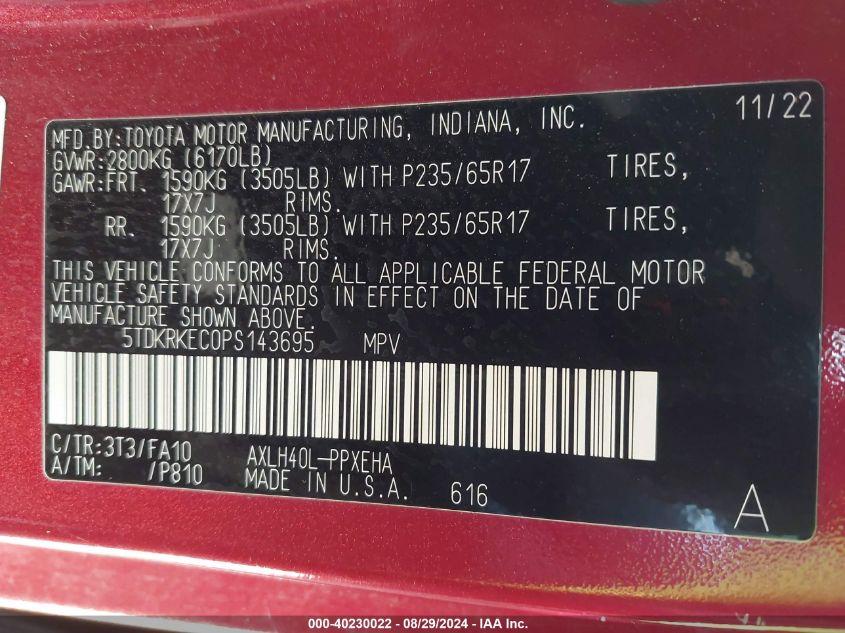 11/22
MFD.BY:TOYOTA MOTOR MANUFACTURING, INDIANA, INC.
GVWR:2800KG (6170LB)
GAWR:FRT. 1590KG (3505LB) WITH P235/65R17 TIRES,
17X7J RIMS.
RR. 1590KG (3505LB) WITH P235/65R17 TIRES,
17X7J RIMS.
THIS VEHICLE CONFORMS TO ALL APPLICABLE FEDERAL MOTOR
VEHICLE SAFETY STANDARDS IN EFFECT ON THE DATE OF
MANUFACTURE SHOWN ABOVE.
5TDKRKEC0PS143695 MPV
C/TR:3T3/FA10 AXLH40L-PPXEHA
A/TM: /P810 MADE IN U.S.A. 616 A
000-40230022 - 08/29/2024 - IAA Inc.